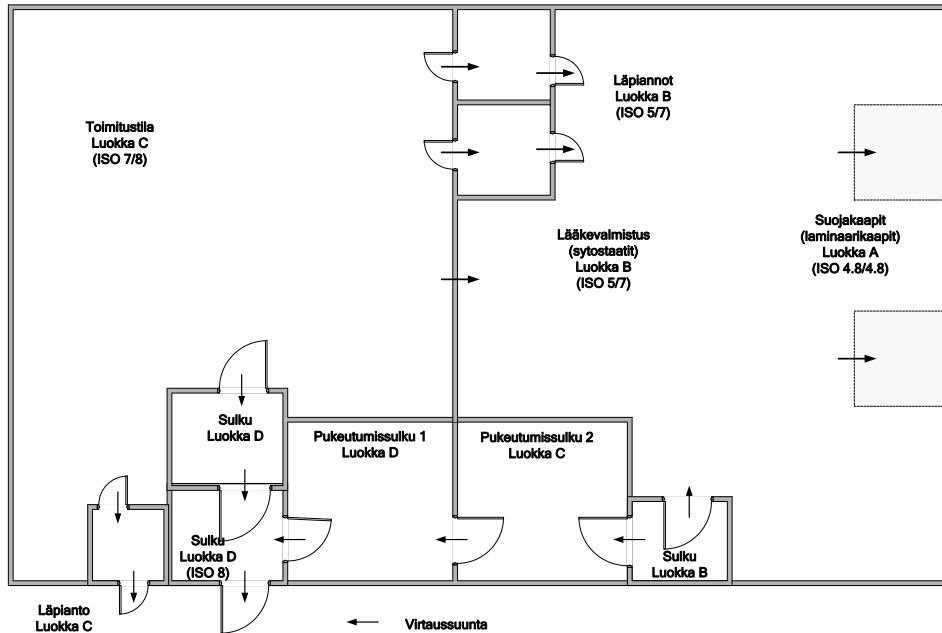 Toimitustila
Luokka C
(ISO 7/8)
Läpiannot
Luokka B
(ISO 5/7)
Lääkevalmistus
(sytostaatit)
Luokka B
(ISO 5/7)
Suojakaapit
(laminaarikaapit)
Luokka A
(ISO 4.8/4.8)
Sulku
Luokka D
Pukeutumissulku 1
Luokka D
Pukeutumissulku 2
Luokka C
Sulku
Luokka D
(ISO 8)
Sulku
Luokka B
Läpianto
Luokka C
Virtaussuunta